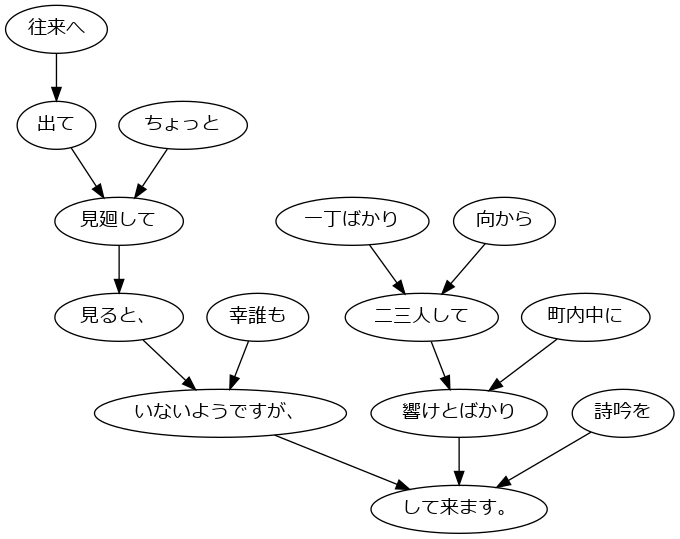 往来へ
出て
ちょっと
見廻して
一丁ばかり
向から
見ると、
幸誰も
二三人して
町内中に
いないようですが、
響けとばかり
詩吟を
して来ます。